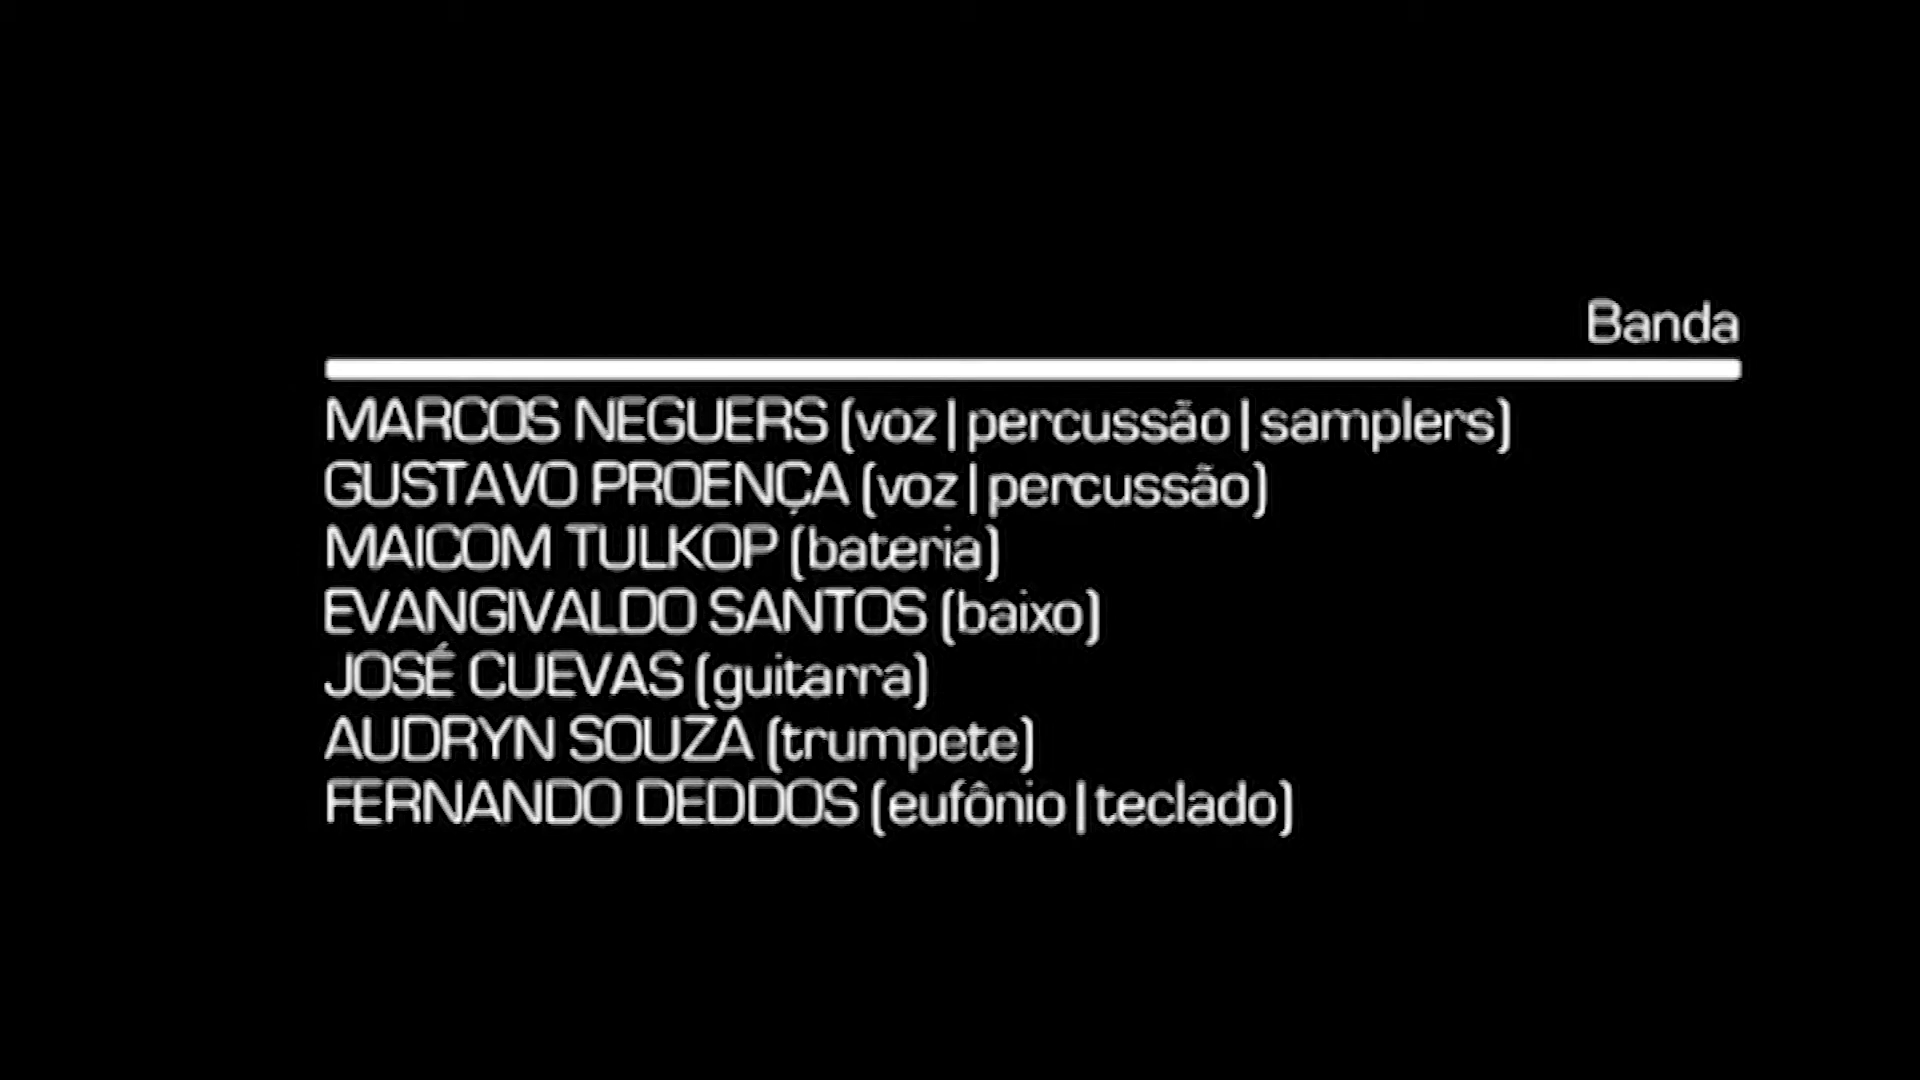 Banda
MARCOS NEGUERS (voz|percussão|samplers)
GUSTAVO PROENÇA (voz|percussão)
MAICOM TULKOP (bateria)
EVANGIVALDO SANTOS (baixo)
JOSÉ CUEVAS (guitarra)
AUDRYN SOUZA (trumpete)
FERNANDO DEDDOS (eufônio|teclado)